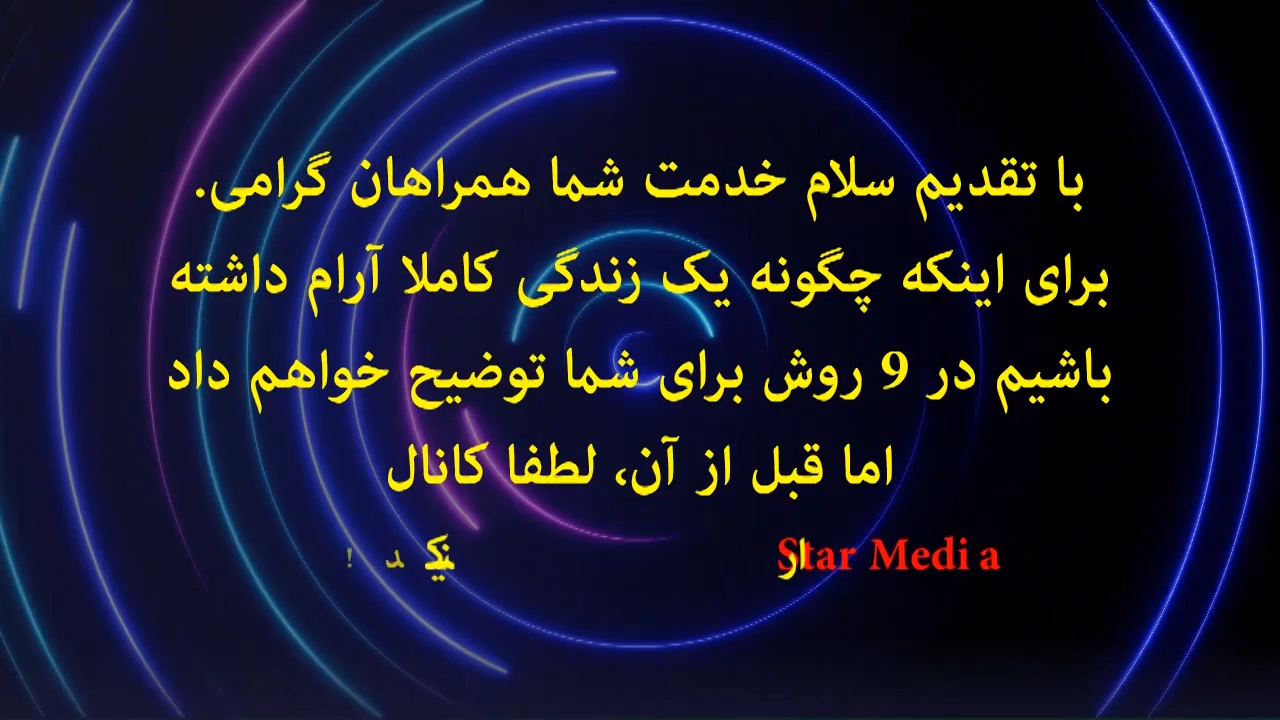 با تقدیم سلام خدمت شما همراهان گرامی.
برای اینکه چگونه یک زندگی کاملا آرام داشته
باشیم در 9 روش برای شما توضیح خواهم داد
اما قبل از آن، لطفا کانال
Star Media